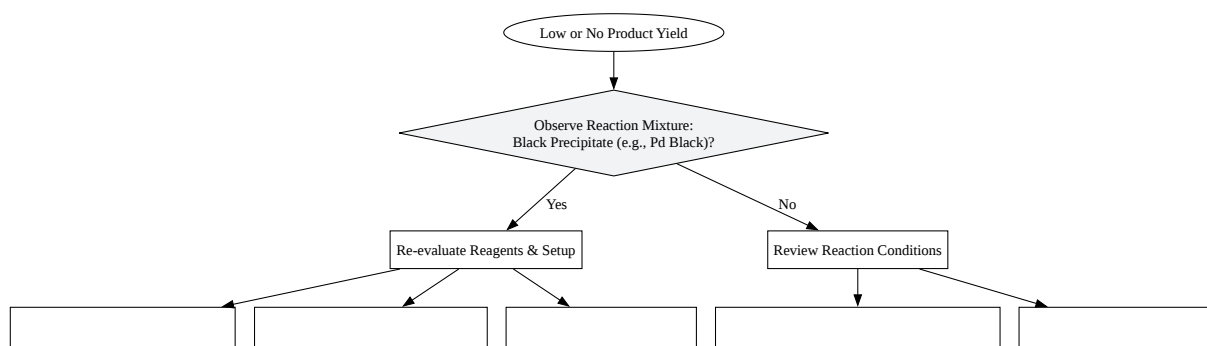 Low or No Product Yield
Observe Reaction Mixture:
Black Precipitate (e.g., Pd Black)?
Yes
No
Re-evaluate Reagents & Setup
Review Reaction Conditions